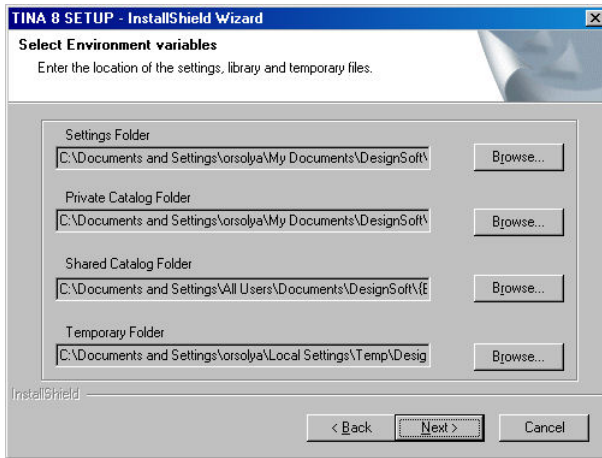 TINA 8 SETUP - InstallShield Wizard
Select Environment variables
Enter the location of the settings, library and temporary files.
Settings Folder
C:\Documents and Settings\orsolya\My Documents\DesignSoft\
Browse...
Private Catalog Folder
C:\Documents and Settings\orsolya\My Documents\DesignSoft\
Browse...
Shared Catalog Folder
C:\Documents and Settings\All Users\Documents\DesignSoft\{E
Browse...
Temporary Folder
C:\Documents and Settings\orsolya\Local Settings\Temp\Desig
Browse...
InstallShield
< Back Next > Cancel